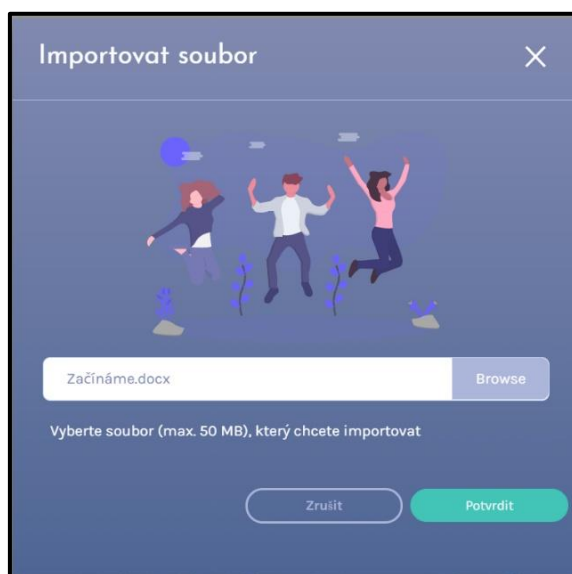 Importovat soubor
Začínáme.docx
Browse
Vyberte soubor (max. 50 MB), který chcete importovat
Zrušit
Potvrdit